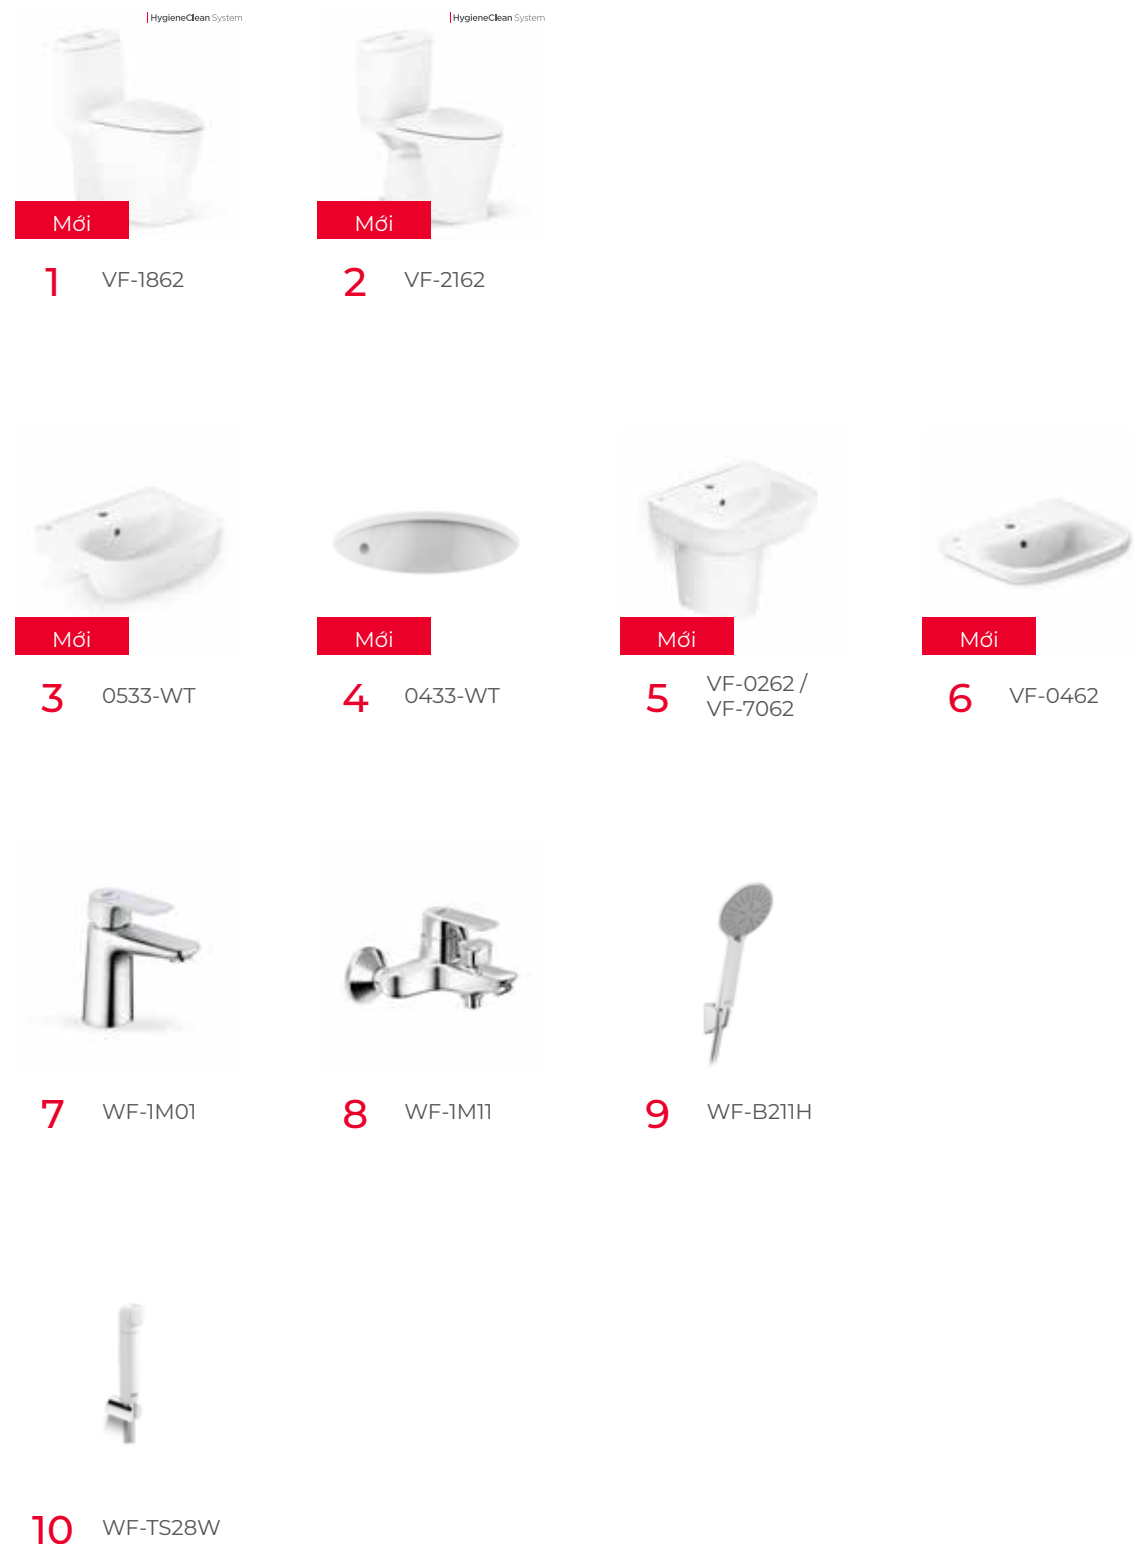 HygieneClean System
HygieneClean System
Mới
Mới
1 VF-1862
2 VF-2162
Mới
Mới
Mới
Mới
3 0533-WT
4 0433-WT
5 VF-0262 /
VF-7062
6 VF-0462
7 WF-1M01
8 WF-1M11
9 WF-B211H
10 WF-TS28W